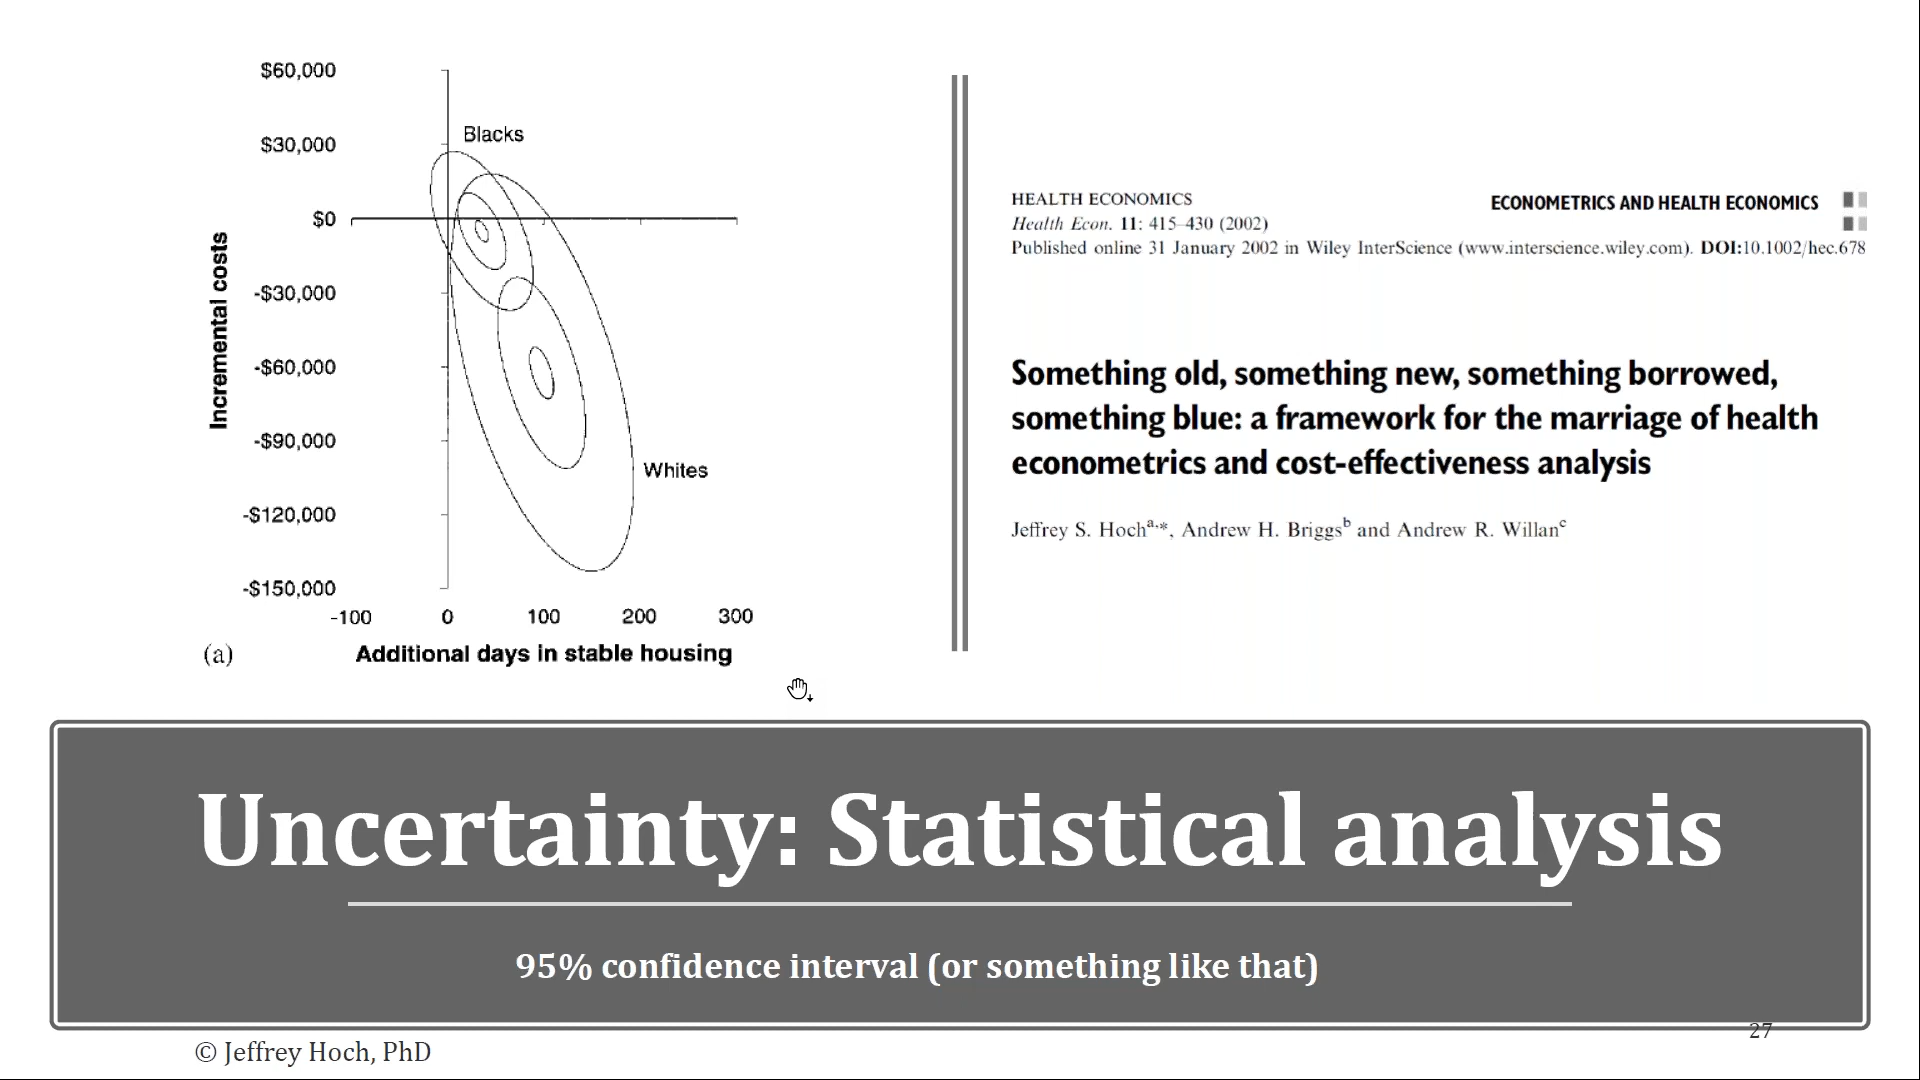 $60,000
$30,000
$0
-$30,000
-$60,000
-$90,000
-$120,000
-$150,000
Incremental costs
Blacks
Whites
-100 0 100 200 300
(a)
Additional days in stable housing
HEALTH ECONOMICS
ECONOMETRICS AND HEALTH ECONOMICS
Health Econ. 11: 415–430 (2002)
Published online 31 January 2002 in Wiley InterScience (www.interscience.wiley.com). DOI:10.1002/hec.678
Something old, something new, something borrowed,
something blue: a framework for the marriage of health
econometrics and cost-effectiveness analysis
Jeffrey S. Hochᵃ,*, Andrew H. Briggsᵇ and Andrew R. Willanᶜ
Uncertainty: Statistical analysis
95% confidence interval (or something like that)
27
© Jeffrey Hoch, PhD